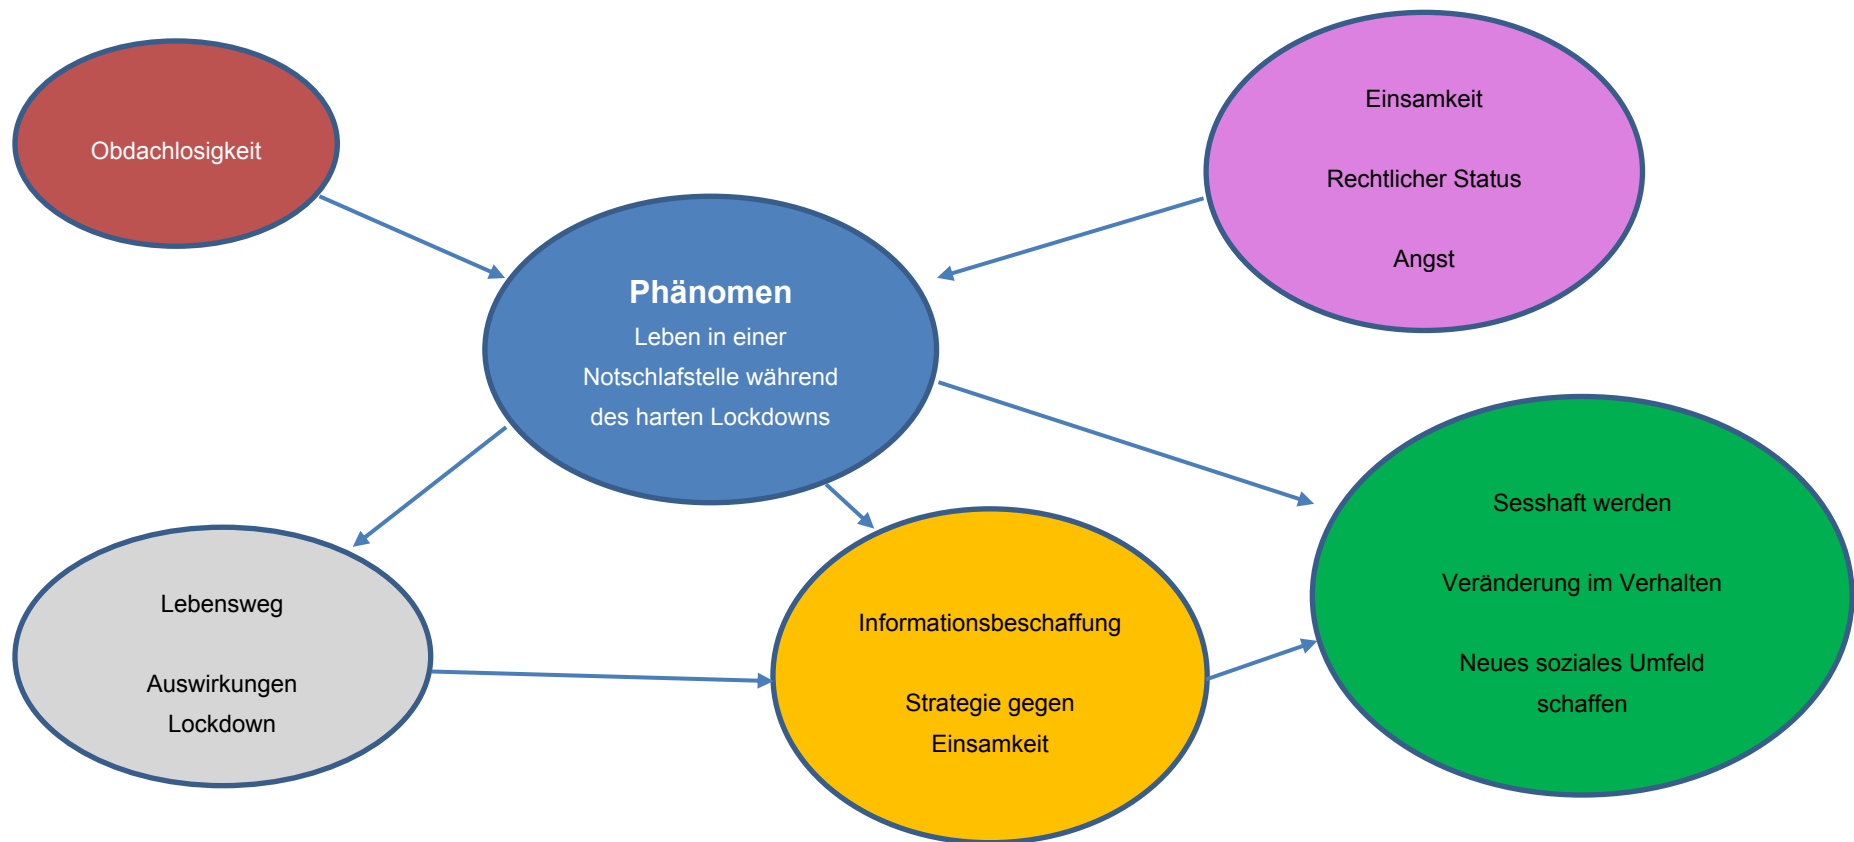 Obdachlosigkeit
Einsamkeit
Rechtlicher Status
Angst
Phänomen
Leben in einer
Notschlafstelle während
des harten Lockdowns
Lebensweg
Auswirkungen
Lockdown
Informationsbeschaffung
Strategie gegen
Einsamkeit
Sesshaft werden
Veränderung im Verhalten
Neues soziales Umfeld
schaffen